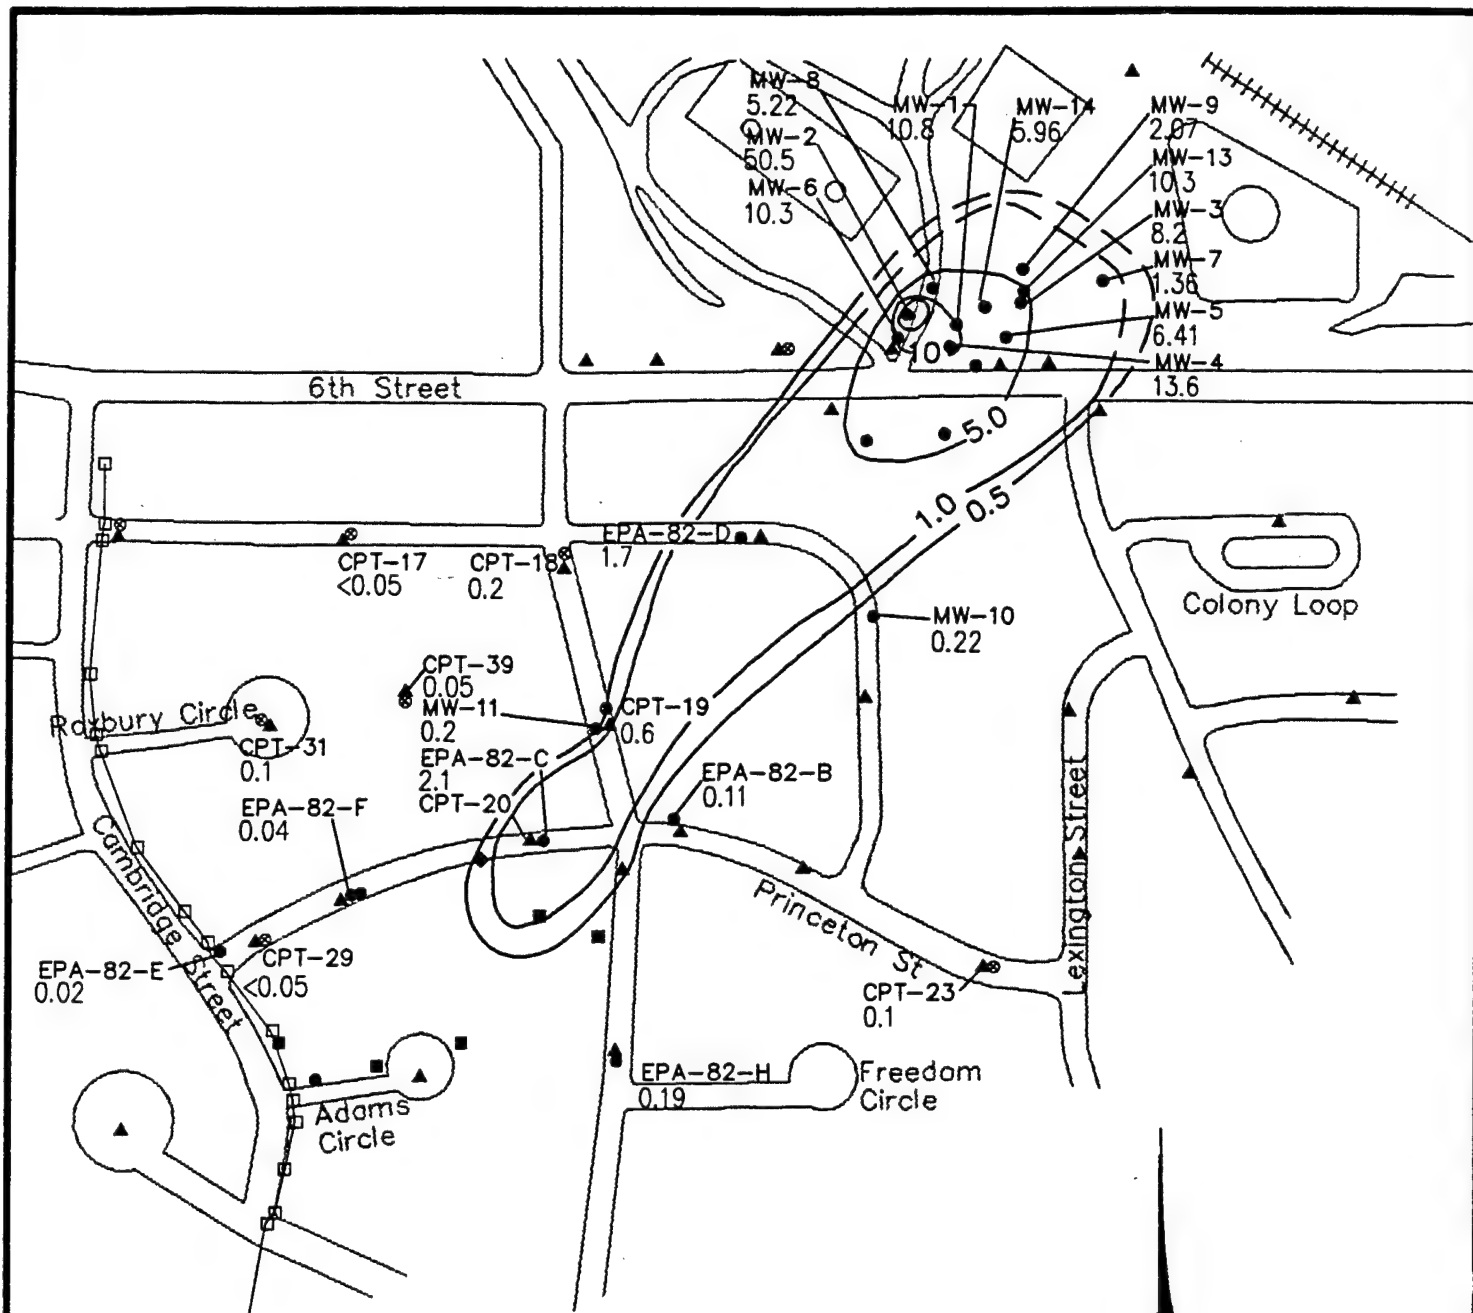 MW-8
5.22
MW-2
50.5
MW-6
10.3
MW-1
10.8
MW-14
5.96
MW-9
2.07
MW-13
10.3
MW-3
8.2
MW-7
1.36
MW-5
6.41
MW-4
13.6
10
5.0
1.0
0.5
6th Street
EPA-82-D
1.7
CPT-17
<0.05
CPT-18
0.2
Colony Loop
MW-10
0.22
CPT-39
0.05
MW-11
0.2
CPT-19
0.6
Roxbury Circle
CPT-31
0.1
EPA-82-C
2.1
CPT-20
EPA-82-B
0.11
EPA-82-F
0.04
Cambridge Street
Lexington Street
Princeton St
EPA-82-E
0.02
CPT-29
<0.05
CPT-23
0.1
EPA-82-H
0.19
Freedom
Circle
Adams
Circle